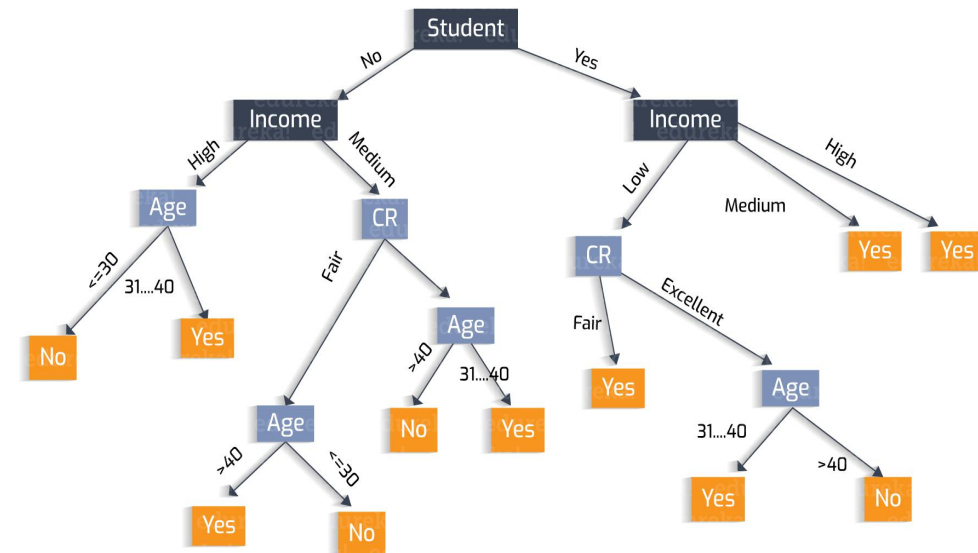 Student
No
Yes
Income
Income
High
Medium
Low
Medium
High
Age
CR
CR
Yes
Yes
<=30
31....40
Fair
Fair
Excellent
No
Yes
Age
>40
31....40
Yes
Age
Age
No
Yes
31....40
>40
>40
<=30
Yes
No
Yes
No
edureka!